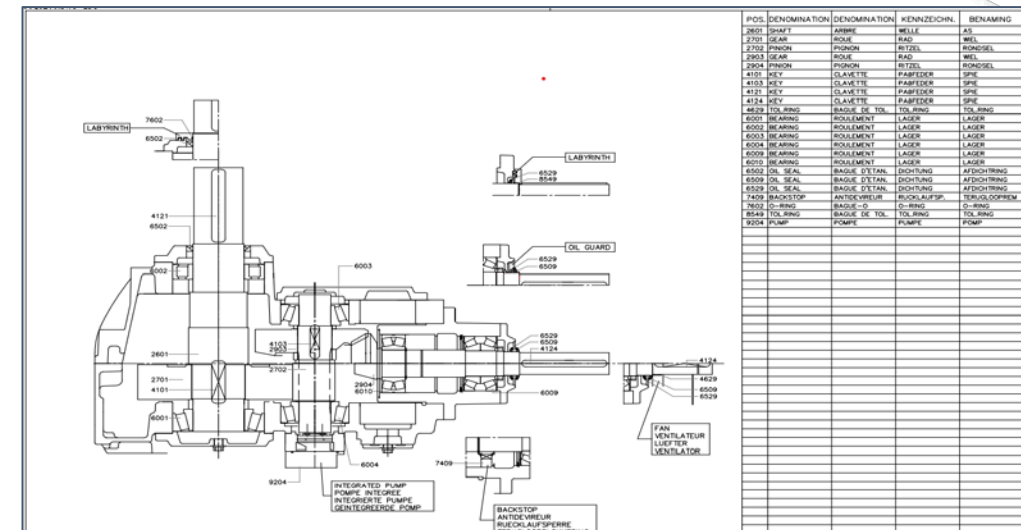 POS. DENOMINATION DENOMINATION KENNZEICHN. BENAMING
2601 SHAFT ARBRE WELLE AS
2701 GEAR ROUE RAD WIEL
2702 PINION PIGNON RITZEL RONDSEL
2903 GEAR ROUE RAD WIEL
2904 PINION PIGNON RITZEL RONDSEL
4101 KEY CLAVETTE PAßFEDER SPIE
4103 KEY CLAVETTE PAßFEDER SPIE
4121 KEY CLAVETTE PAßFEDER SPIE
4124 KEY CLAVETTE PAßFEDER SPIE
4629 TOL.RING BAGUE DE TOL. TOL.RING TOL.RING
6001 BEARING ROULEMENT LAGER LAGER
6002 BEARING ROULEMENT LAGER LAGER
6003 BEARING ROULEMENT LAGER LAGER
6004 BEARING ROULEMENT LAGER LAGER
6009 BEARING ROULEMENT LAGER LAGER
6010 BEARING ROULEMENT LAGER LAGER
6502 OIL SEAL BAGUE D'ETAN. DICHTUNG AFDICHTRING
6509 OIL SEAL BAGUE D'ETAN. DICHTUNG AFDICHTRING
6529 OIL SEAL BAGUE D'ETAN. DICHTUNG AFDICHTRING
7409 BACKSTOP ANTIDEVIREUR RUCKLAUFSP. TERUGLOOPREM
7602 O-RING BAGUE-O O-RING O-RING
8549 TOL.RING BAGUE DE TOL. TOL.RING TOL.RING
9204 PUMP POMPE PUMPE POMP
7602
LABYRINTH
6502
LABYRINTH
6529
8549
4121
6502
OIL GUARD
6529
6509
6002
6003
6529
6509
4124
4103
2903
2601
2702
4124
2701
4101
2904
6010
6009
4629
6509
6529
6001
FAN
VENTILATEUR
LUEFTER
VENTILATOR
6004
7409
9204
INTEGRATED PUMP
POMPE INTEGREE
INTEGRIERTE PUMPE
GEINTEGREERDE POMP
BACKSTOP
ANTIDEVIREUR
RUECKLAUFSPERRE